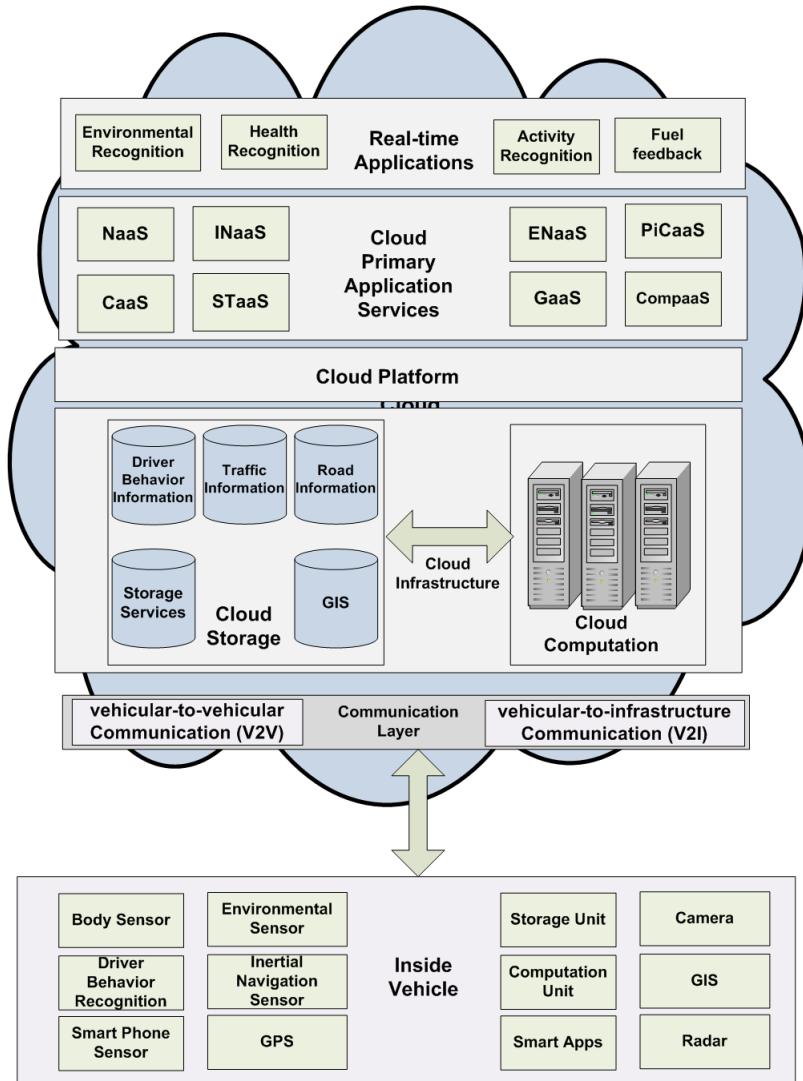 Environmental
Recognition
Health
Recognition
Real-time
Applications
Activity
Recognition
Fuel
feedback
NaaS
INaaS
CaaS
STaaS
Cloud
Primary
Application
Services
ENaaS
PiCaaS
GaaS
CompaaS
Cloud Platform
Cloud
Driver
Behavior
Information
Traffic
Information
Road
Information
Storage
Services
Cloud
Storage
GIS
Cloud
Infrastructure
Cloud
Computation
vehicular-to-vehicular
Communication (V2V)
Communication
Layer
vehicular-to-infrastructure
Communication (V2I)
Body Sensor
Environmental
Sensor
Driver
Behavior
Recognition
Inertial
Navigation
Sensor
Smart Phone
Sensor
GPS
Inside
Vehicle
Storage Unit
Camera
Computation
Unit
GIS
Smart Apps
Radar